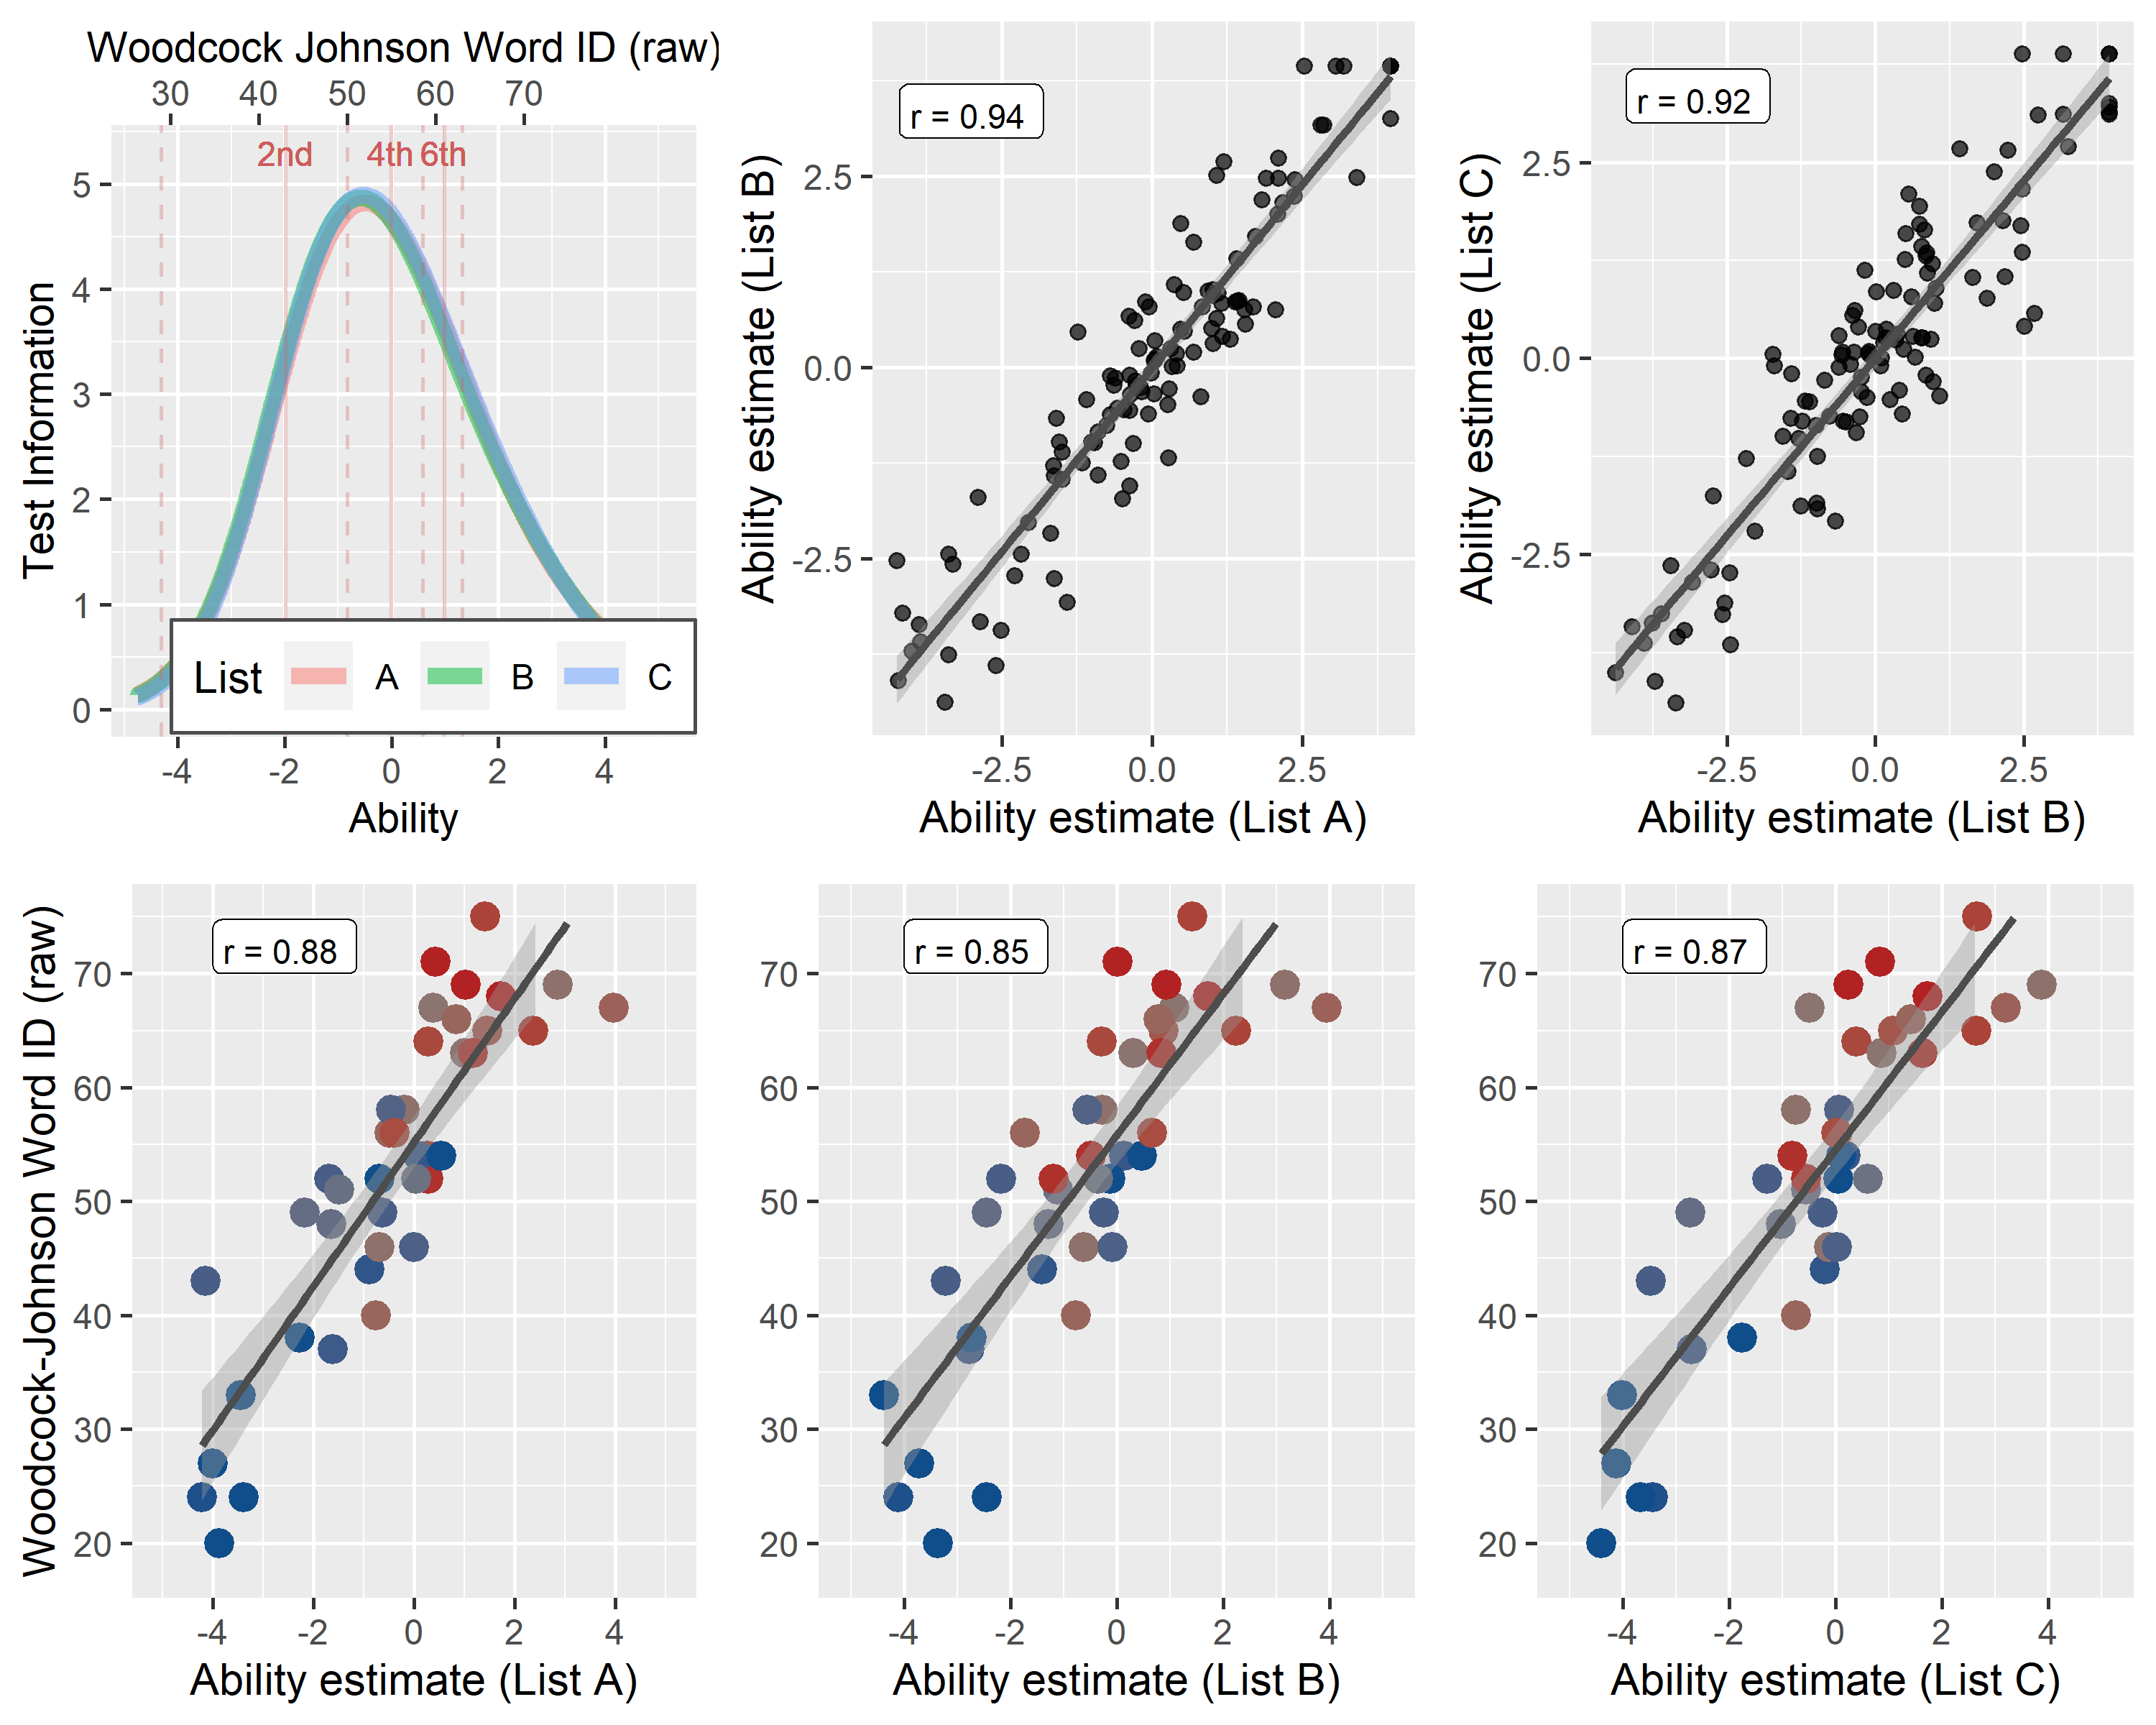 Woodcock Johnson Word ID (raw)
30 40 50 60 70
2nd 4th 6th
5
4
3
2
1
0
Test Information
List A B C
-4 -2 0 2 4
Ability
r = 0.94
2.5
0.0
-2.5
Ability estimate (List B)
-2.5 0.0 2.5
Ability estimate (List A)
r = 0.92
2.5
0.0
-2.5
Ability estimate (List C)
-2.5 0.0 2.5
Ability estimate (List B)
r = 0.88
70
60
50
40
30
20
Woodcock-Johnson Word ID (raw)
-4 -2 0 2 4
Ability estimate (List A)
r = 0.85
70
60
50
40
30
20
-4 -2 0 2 4
Ability estimate (List B)
r = 0.87
70
60
50
40
30
20
-4 -2 0 2 4
Ability estimate (List C)